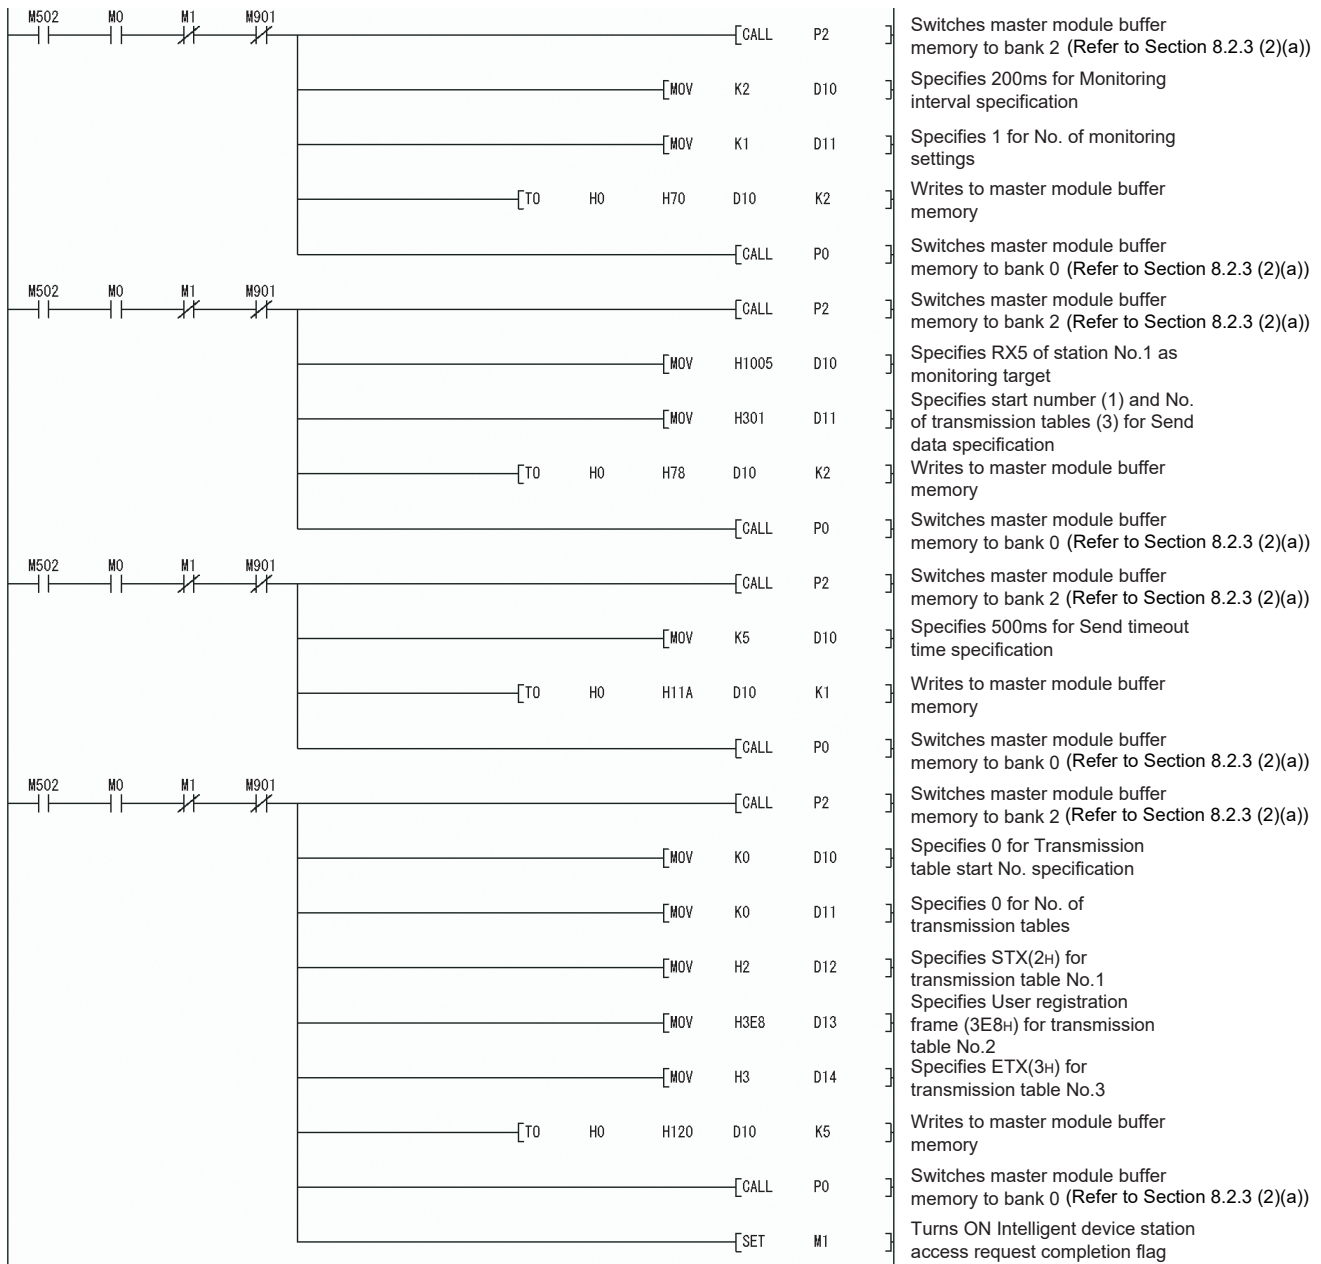 M502 M0 M1 M901
CALL P2
Switches master module buffer
memory to bank 2 (Refer to Section 8.2.3 (2)(a))
MOV K2 D10
Specifies 200ms for Monitoring
interval specification
MOV K1 D11
Specifies 1 for No. of monitoring
settings
TO H0 H70 D10 K2
Writes to master module buffer
memory
CALL P0
Switches master module buffer
memory to bank 0 (Refer to Section 8.2.3 (2)(a))
M502 M0 M1 M901
CALL P2
Switches master module buffer
memory to bank 2 (Refer to Section 8.2.3 (2)(a))
MOV H1005 D10
Specifies RX5 of station No.1 as
monitoring target
MOV H301 D11
Specifies start number (1) and No.
of transmission tables (3) for Send
data specification
TO H0 H78 D10 K2
Writes to master module buffer
memory
CALL P0
Switches master module buffer
memory to bank 0 (Refer to Section 8.2.3 (2)(a))
M502 M0 M1 M901
CALL P2
Switches master module buffer
memory to bank 2 (Refer to Section 8.2.3 (2)(a))
MOV K5 D10
Specifies 500ms for Send timeout
time specification
TO H0 H11A D10 K1
Writes to master module buffer
memory
CALL P0
Switches master module buffer
memory to bank 0 (Refer to Section 8.2.3 (2)(a))
M502 M0 M1 M901
CALL P2
Switches master module buffer
memory to bank 2 (Refer to Section 8.2.3 (2)(a))
MOV K0 D10
Specifies 0 for Transmission
table start No. specification
MOV K0 D11
Specifies 0 for No. of
transmission tables
MOV H2 D12
Specifies STX(2H) for
transmission table No.1
MOV H3E8 D13
Specifies User registration
frame (3E8H) for transmission
table No.2
MOV H3 D14
Specifies ETX(3H) for
transmission table No.3
TO H0 H120 D10 K5
Writes to master module buffer
memory
CALL P0
Switches master module buffer
memory to bank 0 (Refer to Section 8.2.3 (2)(a))
SET M1
Turns ON Intelligent device station
access request completion flag